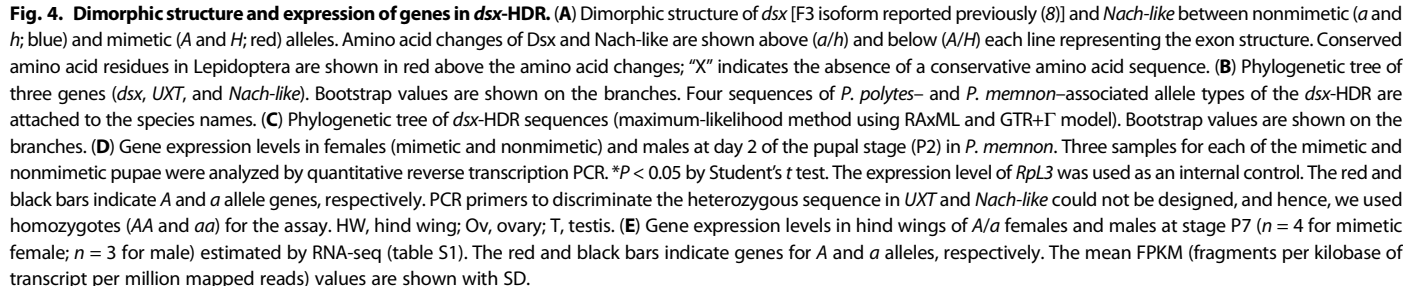 Fig. 4. Dimorphic structure and expression of genes in dsx-HDR. (A) Dimorphic structure of dsx [F3 isoform reported previously (8)] and Nach-like between nonmimetic (a and
h; blue) and mimetic (A and H; red) alleles. Amino acid changes of Dsx and Nach-like are shown above (a/h) and below (A/H) each line representing the exon structure. Conserved
amino acid residues in Lepidoptera are shown in red above the amino acid changes; “X” indicates the absence of a conservative amino acid sequence. (B) Phylogenetic tree of
three genes (dsx, UXT, and Nach-like). Bootstrap values are shown on the branches. Four sequences of P. polytes– and P. memnon–associated allele types of the dsx-HDR are
attached to the species names. (C) Phylogenetic tree of dsx-HDR sequences (maximum-likelihood method using RAxML and GTR+Γ model). Bootstrap values are shown on the
branches. (D) Gene expression levels in females (mimetic and nonmimetic) and males at day 2 of the pupal stage (P2) in P. memnon. Three samples for each of the mimetic and
nonmimetic pupae were analyzed by quantitative reverse transcription PCR. *P < 0.05 by Student’s t test. The expression level of RpL3 was used as an internal control. The red and
black bars indicate A and a allele genes, respectively. PCR primers to discriminate the heterozygous sequence in UXT and Nach-like could not be designed, and hence, we used
homozygotes (AA and aa) for the assay. HW, hind wing; Ov, ovary; T, testis. (E) Gene expression levels in hind wings of A/a females and males at stage P7 (n = 4 for mimetic
female; n = 3 for male) estimated by RNA-seq (table S1). The red and black bars indicate genes for A and a alleles, respectively. The mean FPKM (fragments per kilobase of
transcript per million mapped reads) values are shown with SD.